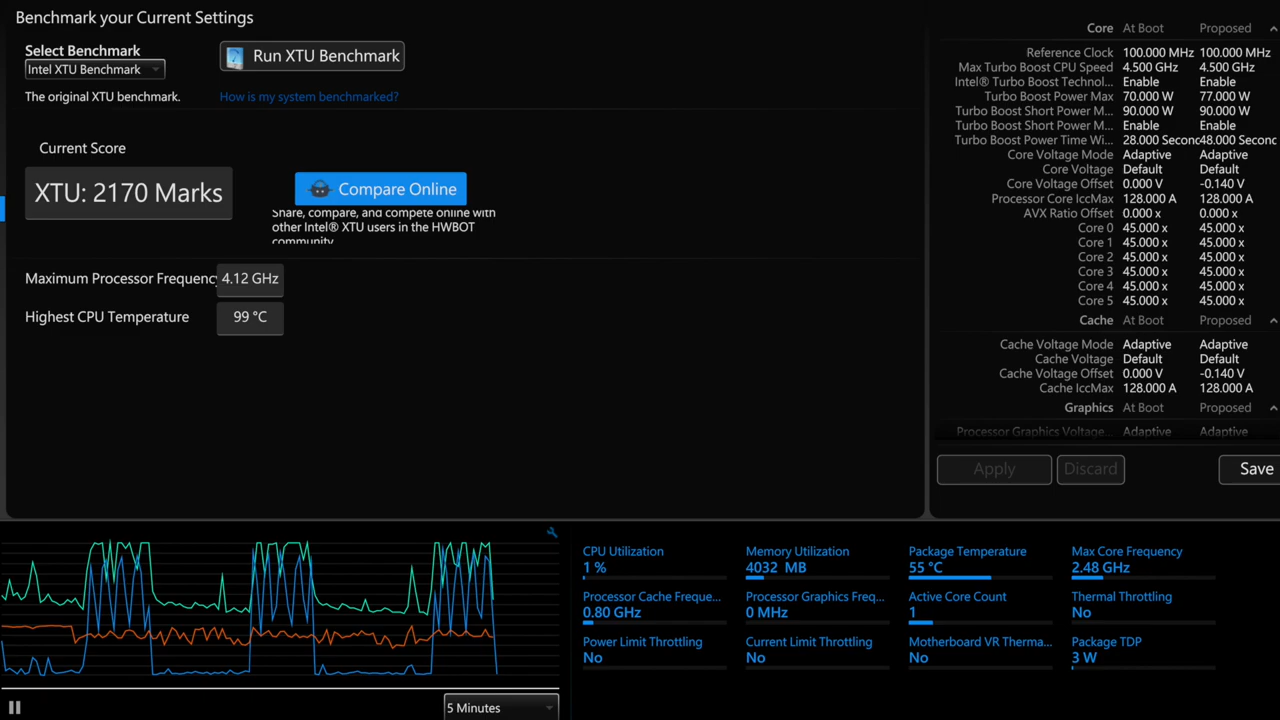 Benchmark your Current Settings
Select Benchmark
Intel XTU Benchmark
Run XTU Benchmark
The original XTU benchmark.
How is my system benchmarked?
Current Score
XTU: 2170 Marks
Compare Online
Share, compare, and compete online with
other Intel® XTU users in the HWBOT
community.
Maximum Processor Frequency 4.12 GHz
Highest CPU Temperature 99 °C
Core At Boot Proposed
Reference Clock 100.000 MHz 100.000 MHz
Max Turbo Boost CPU Speed 4.500 GHz 4.500 GHz
Intel® Turbo Boost Technol... Enable Enable
Turbo Boost Power Max 70.000 W 77.000 W
Turbo Boost Short Power M... 90.000 W 90.000 W
Turbo Boost Short Power M... Enable Enable
Turbo Boost Power Time Wi... 28.000 Secon 48.000 Seconc
Core Voltage Mode Adaptive Adaptive
Core Voltage Default Default
Core Voltage Offset 0.000 V -0.140 V
Processor Core IccMax 128.000 A 128.000 A
AVX Ratio Offset 0.000 x 0.000 x
Core 0 45.000 x 45.000 x
Core 1 45.000 x 45.000 x
Core 2 45.000 x 45.000 x
Core 3 45.000 x 45.000 x
Core 4 45.000 x 45.000 x
Core 5 45.000 x 45.000 x
Cache At Boot Proposed
Cache Voltage Mode Adaptive Adaptive
Cache Voltage Default Default
Cache Voltage Offset 0.000 V -0.140 V
Cache IccMax 128.000 A 128.000 A
Graphics At Boot Proposed
Processor Graphics Voltage... Adaptive Adaptive
Apply Discard Save
CPU Utilization
1 %
Memory Utilization
4032 MB
Package Temperature
55 °C
Max Core Frequency
2.48 GHz
Processor Cache Freque...
0.80 GHz
Processor Graphics Freq...
0 MHz
Active Core Count
1
Thermal Throttling
No
Power Limit Throttling
No
Current Limit Throttling
No
Motherboard VR Therma...
No
Package TDP
3 W
5 Minutes